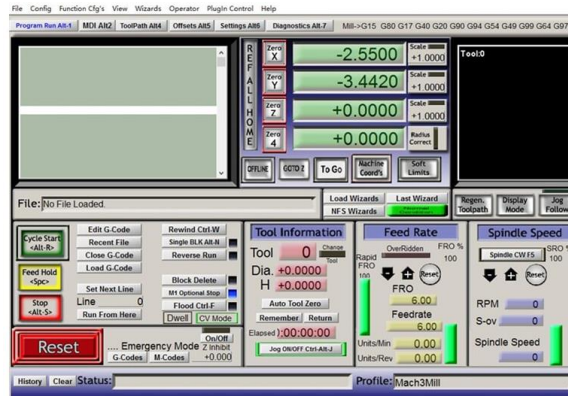 File Config Function Cfg's View Wizards Operator PlugIn Control Help
Program Run Alt-1 MDI Alt2 ToolPath Alt4 Offsets Alt5 Settings Alt6 Diagnostics Alt-7 Mill->G15 G80 G17 G40 G20 G90 G94 G54 G49 G99 G64 G97
REF ALL HOME
Zero X -2.5500 Scale +1.0000
Zero Y -3.4420 Scale +1.0000
Zero Z +0.0000 Scale +1.0000
Zero 4 +0.0000 Radius Correct
OFFLINE GOTO Z To Go Machine Coord's Soft Limits
Tool:0
File: No File Loaded.
Load Wizards Last Wizard
NFS Wizards
Regen. Toolpath Display Mode Jog Follow
Cycle Start <Alt-R>
Feed Hold <Spc>
Stop <Alt-S>
Edit G-Code Rewind Ctrl-W
Recent File Single BLK Alt-N
Close G-Code Reverse Run
Load G-Code
Set Next Line Block Delete
M1 Optional Stop
Line 0 Flood Ctrl-F
Run From Here Dwell CV Mode
Reset
.... Emergency Mode
G-Codes M-Codes
On/Off
Z Inhibit
+0.000
Tool Information
Tool 0 Change Tool
Dia. +0.0000
H +0.0000
Auto Tool Zero
Remember Return
Elapsed ):00:00:00
Jog ON/OFF Ctrl-Alt-J
Feed Rate
OverRidden FRO %
Rapid FRO 100
100
Reset
FRO
6.00
Feedrate
6.00
Units/Min 0.00
Units/Rev 0.00
Spindle Speed
Spindle CW F5 SRO
100
Reset
RPM 0
S-ov 0
Spindle Speed
0
History Clear Status: Profile: Mach3Mill